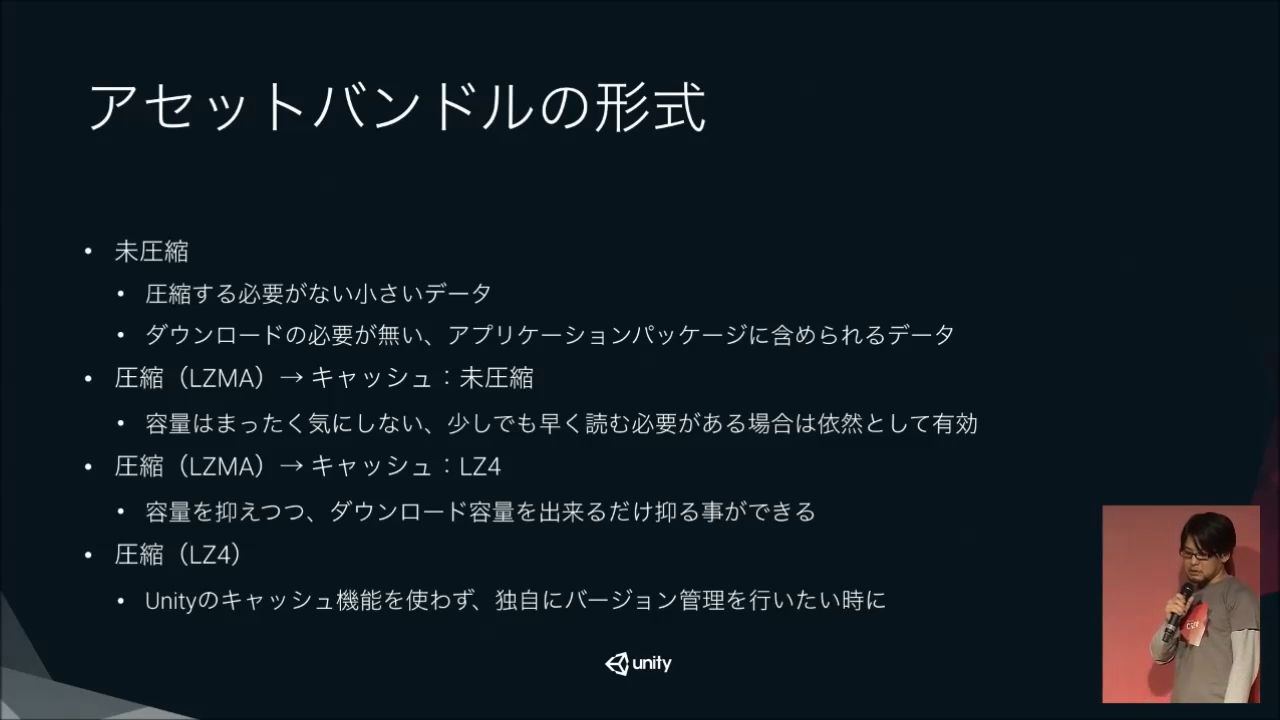 アセットバンドルの形式
• 未圧縮
• 圧縮する必要がない小さいデータ
• ダウンロードの必要が無い、アプリケーションパッケージに含められるデータ
• 圧縮（LZMA）→ キャッシュ：未圧縮
• 容量はまったく気にしない、少しでも早く読む必要がある場合は依然として有効
• 圧縮（LZMA）→ キャッシュ：LZ4
• 容量を抑えつつ、ダウンロード容量を出来るだけ抑る事ができる
• 圧縮（LZ4）
• Unityのキャッシュ機能を使わず、独自にバージョン管理を行いたい時に
unity